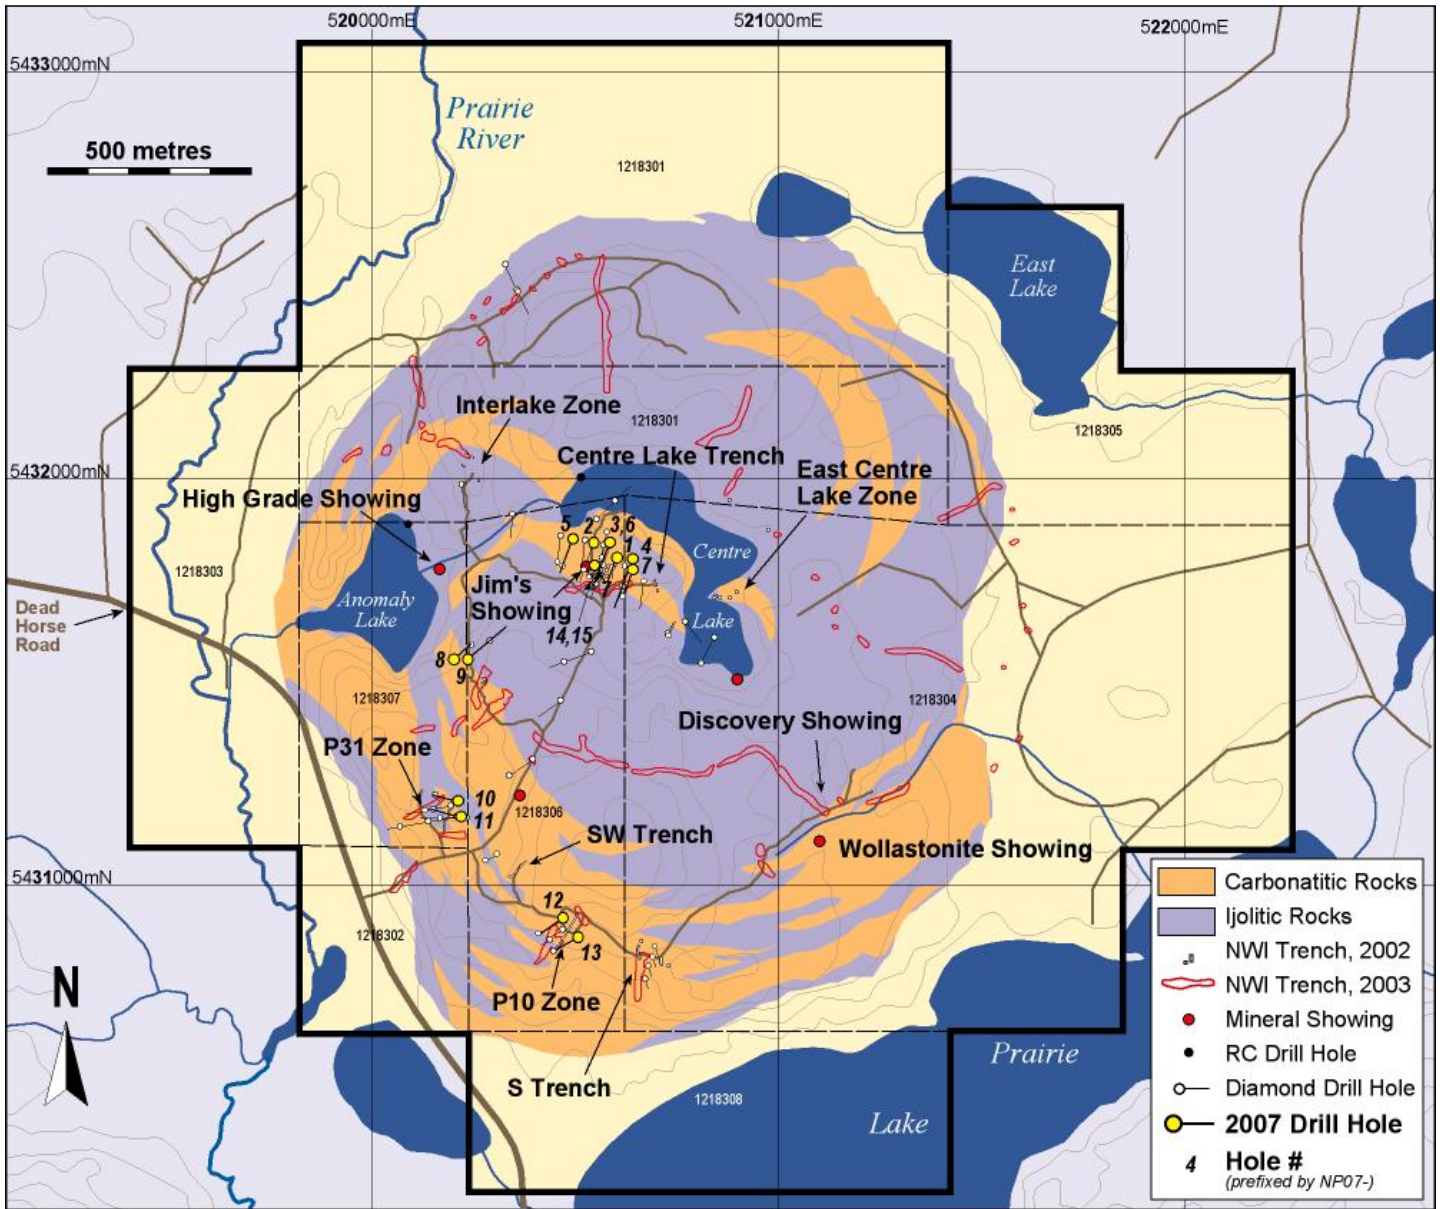 520000mE
521000mE
522000mE
5433000mN
Prairie
River
500 metres
1218301
East
Lake
Interlake Zone
1218301
1218305
Centre Lake Trench
5432000mN
East Centre
Lake Zone
High Grade Showing
5
2
3,6
1
4
7
Centre
Lake
1218303
Jim's
Showing
7
Anomaly
Lake
Dead
Horse
Road
14,15
8
9
1218307
1218304
Discovery Showing
P31 Zone
10
11
1218306
SW Trench
Wollastonite Showing
5431000mN
12
13
1218302
P10 Zone
S Trench
N
Prairie
Lake
1218308
Carbonatitic Rocks
Ijolitic Rocks
NWI Trench, 2002
NWI Trench, 2003
Mineral Showing
RC Drill Hole
Diamond Drill Hole
2007 Drill Hole
4 Hole #
(prefixed by NP07-)